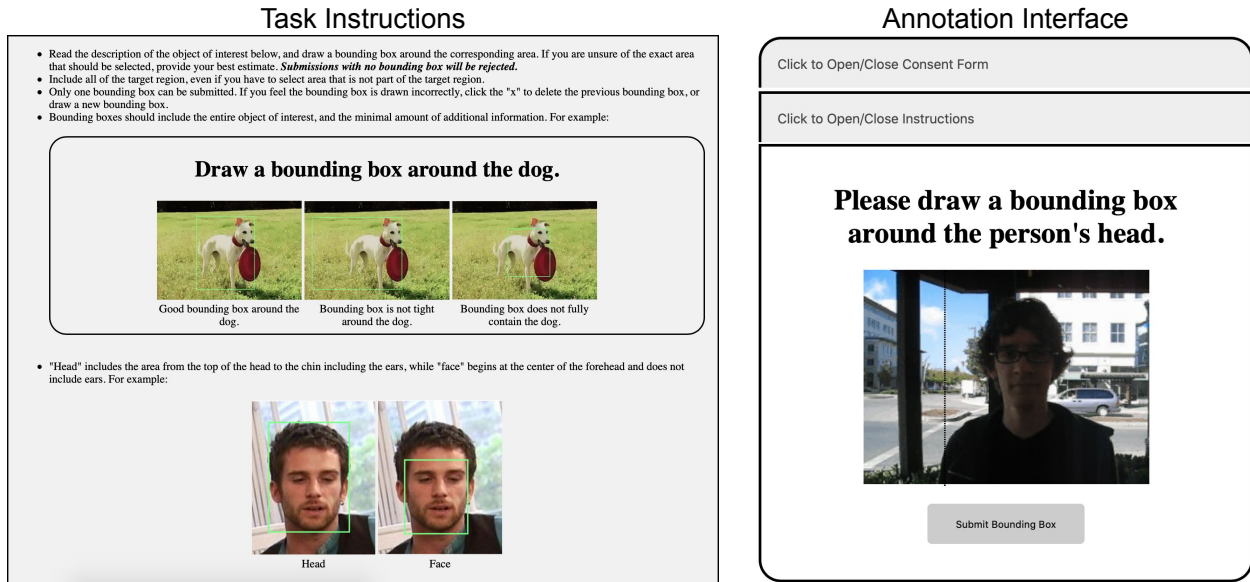 Task Instructions
• Read the description of the object of interest below, and draw a bounding box around the corresponding area. If you are unsure of the exact area
that should be selected, provide your best estimate. Submissions with no bounding box will be rejected.
• Include all of the target region, even if you have to select area that is not part of the target region.
• Only one bounding box can be submitted. If you feel the bounding box is drawn incorrectly, click the "x" to delete the previous bounding box, or
draw a new bounding box.
• Bounding boxes should include the entire object of interest, and the minimal amount of additional information. For example:
Draw a bounding box around the dog.
Good bounding box around the
dog.
Bounding box is not tight
around the dog.
Bounding box does not fully
contain the dog.
• "Head" includes the area from the top of the head to the chin including the ears, while "face" begins at the center of the forehead and does not
include ears. For example:
Head
Face
Annotation Interface
Click to Open/Close Consent Form
Click to Open/Close Instructions
Please draw a bounding box
around the person's head.
Submit Bounding Box